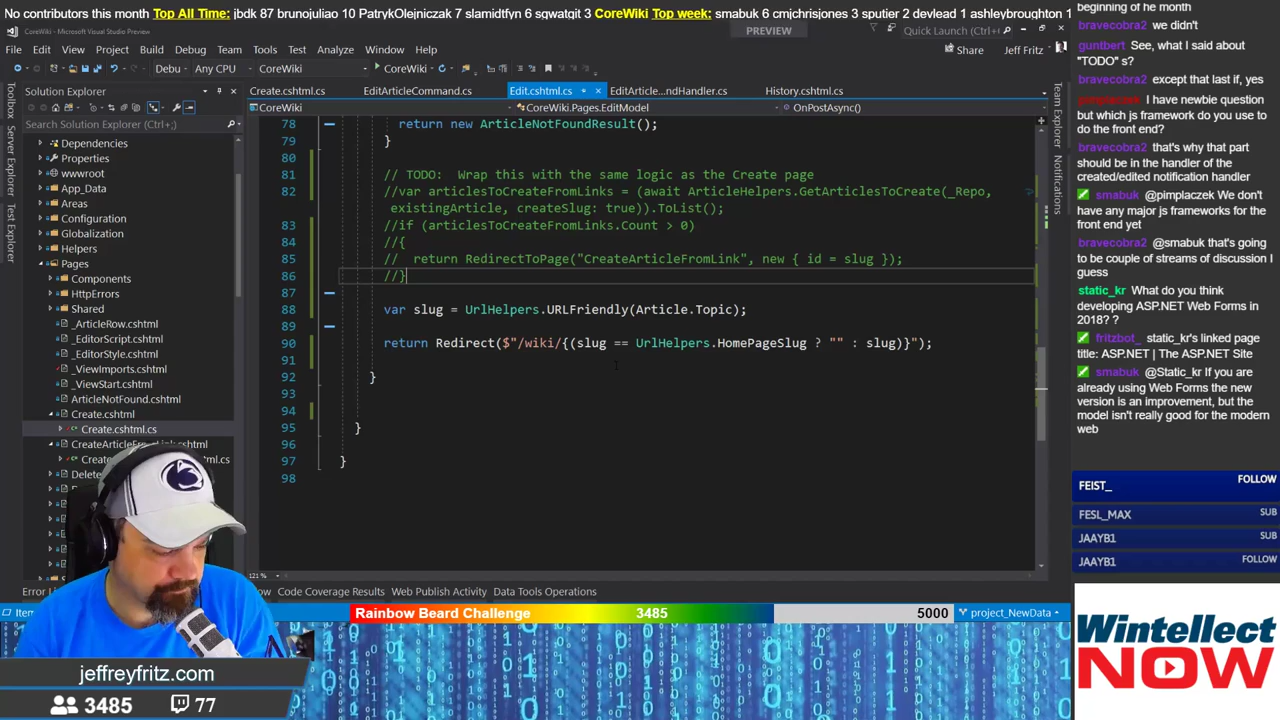 No contributors this month Top All Time: jbdk 87 brunojuliao 10 PatrykOlejniczak 7 slamidtfyn 6 sgwatgit 3 CoreWiki Top week: smabuk 6 cmjchrisjones 3 sputier 2 devlead 1 ashleybroughton 1
CoreWiki - Microsoft Visual Studio Preview
PREVIEW
Quick Launch (Ctrl+;)
File Edit View Project Build Debug Team Tools Test Analyze Window Help
Share
Jeff Fritz
Debug Any CPU CoreWiki CoreWiki
Toolbox
Server Explorer
Test Explorer
Solution Explorer
Search Solution Explorer (Ctrl+;)
Dependencies
Properties
wwwroot
App_Data
Areas
Globalization
Helpers
Pages
Components
HttpErrors
Shared
_ArticleRow.cshtml
_EditorScript.cshtml
_EditorStyle.cshtml
_ViewImports.cshtml
_ViewStart.cshtml
ArticleNotFound.cshtml
Create.cshtml
Create.cshtml.cs
Create.cshtml.cs EditArticleCommand.cs Edit.cshtml.cs EditArticle...ndHandler.cs History.cshtml.cs
CoreWiki CoreWiki.Pages.EditModel OnPostAsync()
78 return new ArticleNotFoundResult();
79 }
80
81 // TODO: Wrap this with the same logic as the Create page
82 //var articlesToCreateFromLinks = (await ArticleHelpers.GetArticlesToCreate(_Repo,
existingArticle, createSlug: true)).ToList();
83 //if (articlesToCreateFromLinks.Count > 0)
84 //{
85 // return RedirectToPage("CreateArticleFromLink", new { id = slug });
86 //}
87
88 var slug = UrlHelpers.URLFriendly(Article.Topic);
89
90 return Redirect($"/wiki/{(slug == UrlHelpers.HomePageSlug ? "" : slug)}");
91
92 }
93
94
95 }
96
97 }
98
121 %
Code Coverage Results Web Publish Activity Data Tools Operations
Team Explorer
Notifications
project_NewData
Rainbow Beard Challenge 3485 5000
jeffreyfritz.com
3485 77
beginning of the month
bravecobra2 we didn't
guntbert See, what I said about
"TODO" s?
bravecobra2 except that last if, yes
pimplaczek I have newbie question
but which js framework do you use to
do the front end?
bravecobra2 that's why that part
should be in the handler of the
created/edited notification handler
smabuk @pimplaczek We don't
have any major js frameworks for the
front end yet
bravecobra2 @smabuk that's going
to be couple of streams of discussion I
guess
static_kr What do you think
developing ASP.NET Web Forms in
2018? ?
fritzbot_ static_kr's linked page
title: ASP.NET | The ASP.NET Site
smabuk @Static_kr If you are
already using Web Forms the new
version is an improvement, but the
model isn't really good for the modern
web
FEIST_ FOLLOW
FESL_MAX SUB
JAAYB1 SUB
JAAYB1 FOLLOW
Wintellect
NOW